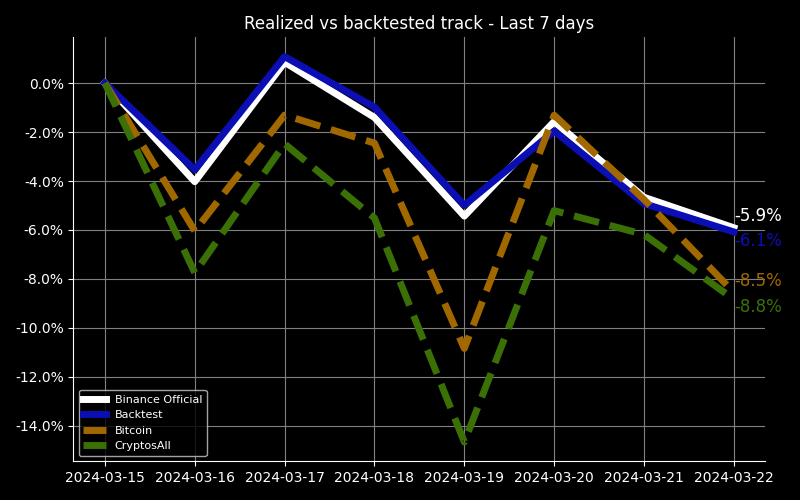 Realized vs backtested track - Last 7 days
0.0%
-2.0%
-4.0%
-6.0%
-8.0%
-10.0%
-12.0%
-14.0%
-5.9%
-6.1%
-8.5%
-8.8%
Binance Official
Backtest
Bitcoin
CryptosAll
2024-03-15 2024-03-16 2024-03-17 2024-03-18 2024-03-19 2024-03-20 2024-03-21 2024-03-22